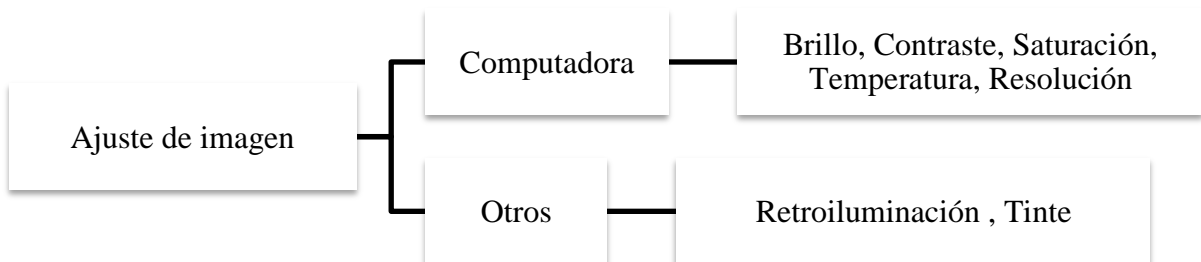 Ajuste de imagen
Computadora
Brillo, Contraste, Saturación,
Temperatura, Resolución
Otros
Retroiluminación , Tinte